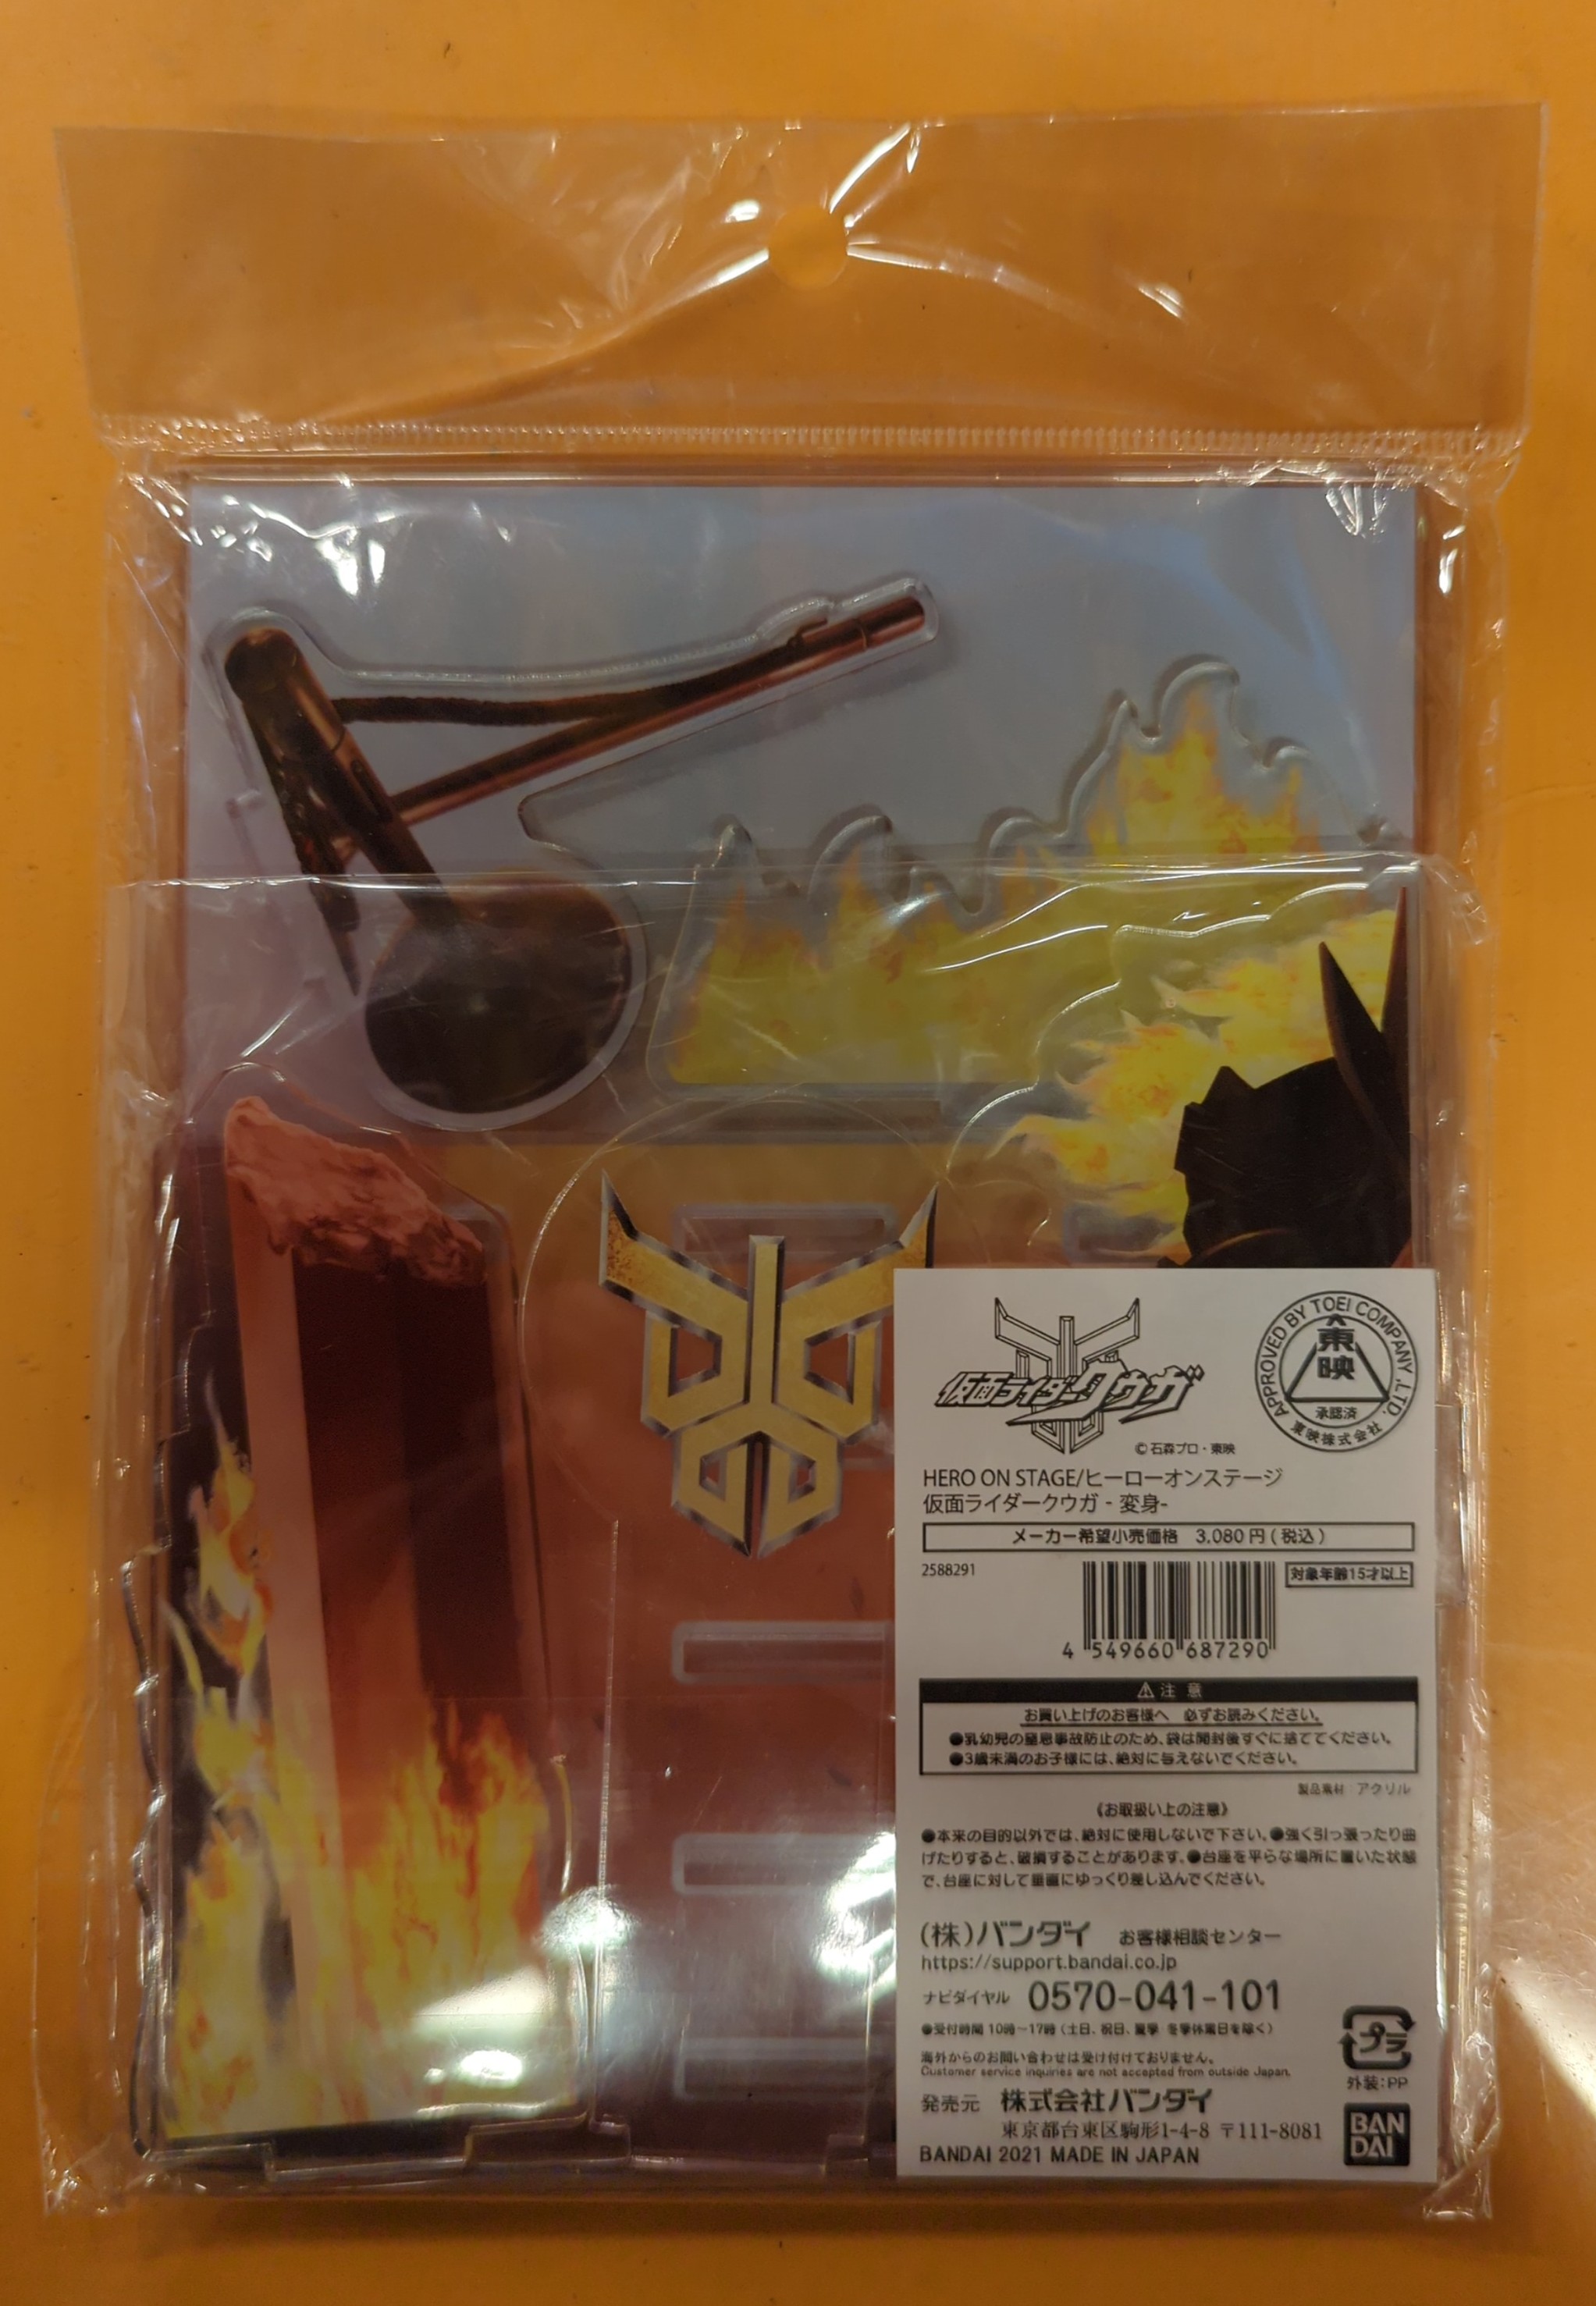 仮面ライダークウガ
©石森プロ・東映
APPROVED BY TOEI COMPANY ,LTD.
東映
承認済
東映株式会社
HERO ON STAGE/ヒーローオンステージ
仮面ライダークウガ - 変身-
メーカー希望小売価格 3,080円(税込)
2588291
対象年齢15才以上
4 549660 687290
⚠注 意
お買い上げのお客様へ 必ずお読みください。
●乳幼児の窒息事故防止のため、袋は開封後すぐに捨ててください。
●3歳未満のお子様には、絶対に与えないでください。
製品素材:アクリル
《お取扱い上の注意》
●本来の目的以外では、絶対に使用しないで下さい。●強く引っ張ったり曲
げたりすると、破損することがあります。●台座を平らな場所に置いた状態
で、台座に対して垂直にゆっくり差し込んでください。
(株)バンダイ お客様相談センター
https://support.bandai.co.jp
ナビダイヤル 0570-041-101
●受付時間 10時~17時 (土日、祝日、夏季 冬季休業日を除く)
海外からのお問い合わせは受け付けておりません。
Customer service inquiries are not accepted from outside Japan.
プラ
外装:PP
発売元 株式会社バンダイ
東京都台東区駒形1-4-8 〒111-8081
BANDAI 2021 MADE IN JAPAN
BAN
DAI